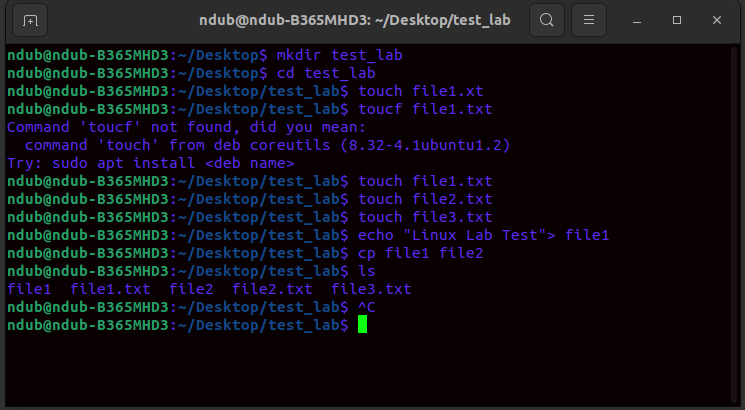 ndub@ndub-B365MHD3: ~/Desktop/test_lab
ndub@ndub-B365MHD3:~/Desktop$ mkdir test_lab
ndub@ndub-B365MHD3:~/Desktop$ cd test_lab
ndub@ndub-B365MHD3:~/Desktop/test_lab$ touch file1.xt
ndub@ndub-B365MHD3:~/Desktop/test_lab$ toucf file1.txt
Command 'toucf' not found, did you mean:
  command 'touch' from deb coreutils (8.32-4.1ubuntu1.2)
Try: sudo apt install <deb name>
ndub@ndub-B365MHD3:~/Desktop/test_lab$ touch file1.txt
ndub@ndub-B365MHD3:~/Desktop/test_lab$ touch file2.txt
ndub@ndub-B365MHD3:~/Desktop/test_lab$ touch file3.txt
ndub@ndub-B365MHD3:~/Desktop/test_lab$ echo "Linux Lab Test"> file1
ndub@ndub-B365MHD3:~/Desktop/test_lab$ cp file1 file2
ndub@ndub-B365MHD3:~/Desktop/test_lab$ ls
file1  file1.txt  file2  file2.txt  file3.txt
ndub@ndub-B365MHD3:~/Desktop/test_lab$ ^C
ndub@ndub-B365MHD3:~/Desktop/test_lab$